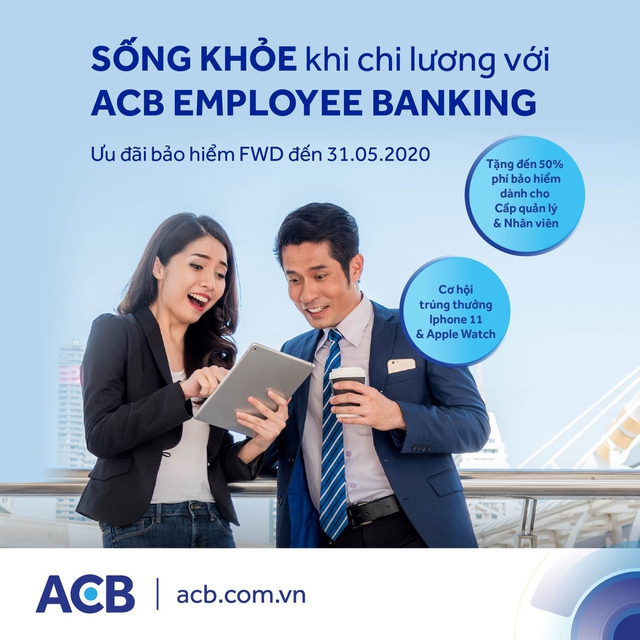 SỐNG KHỎE khi chi lương với
ACB EMPLOYEE BANKING
Ưu đãi bảo hiểm FWD đến 31.05.2020
Tặng đến 50%
phí bảo hiểm
dành cho
Cấp quản lý
& Nhân viên
Cơ hội
trúng thưởng
Iphone 11
& Apple Watch
ACB | acb.com.vn